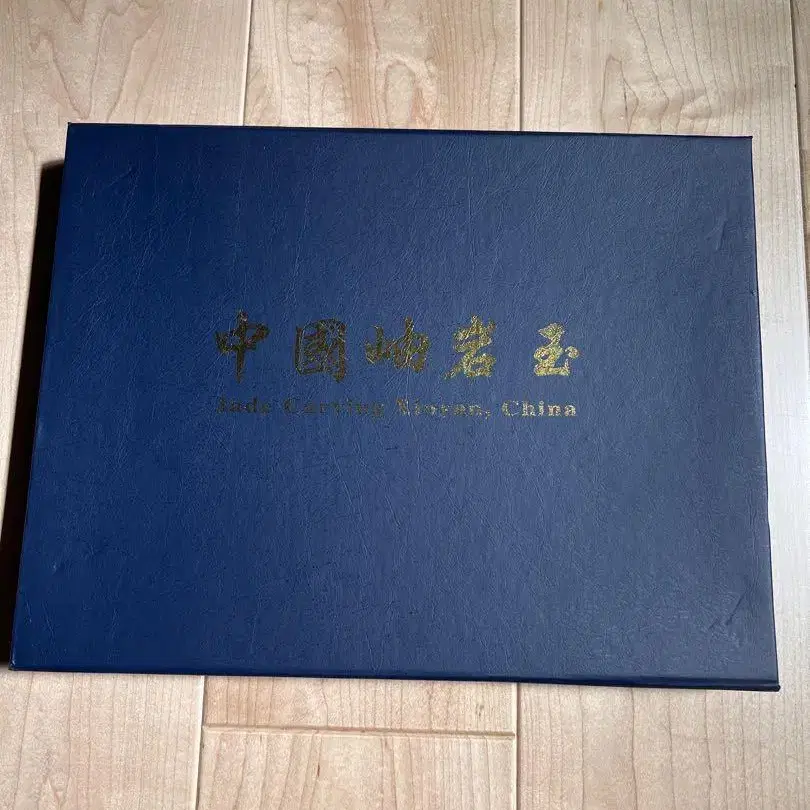 中國岫岩玉
Jade Carving Xiuyan, China